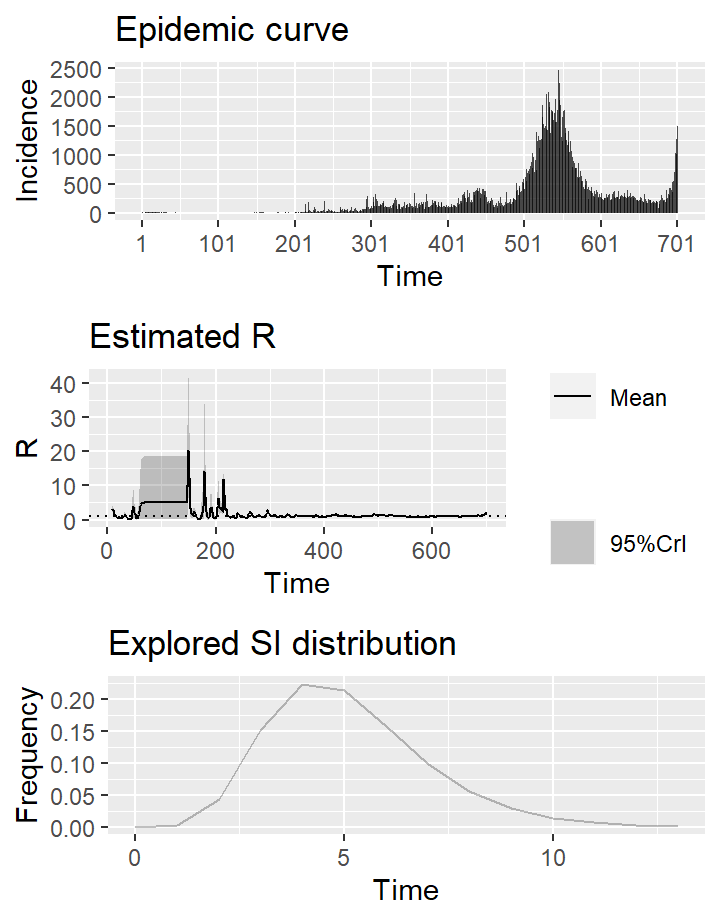 Epidemic curve
Incidence
2500
2000
1500
1000
500
0
1 101 201 301 401 501 601 701
Time
Estimated R
R
40
30
20
10
0
0 200 400 600
Time
Mean
95%CrI
Explored SI distribution
Frequency
0.20
0.15
0.10
0.05
0.00
0 5 10
Time